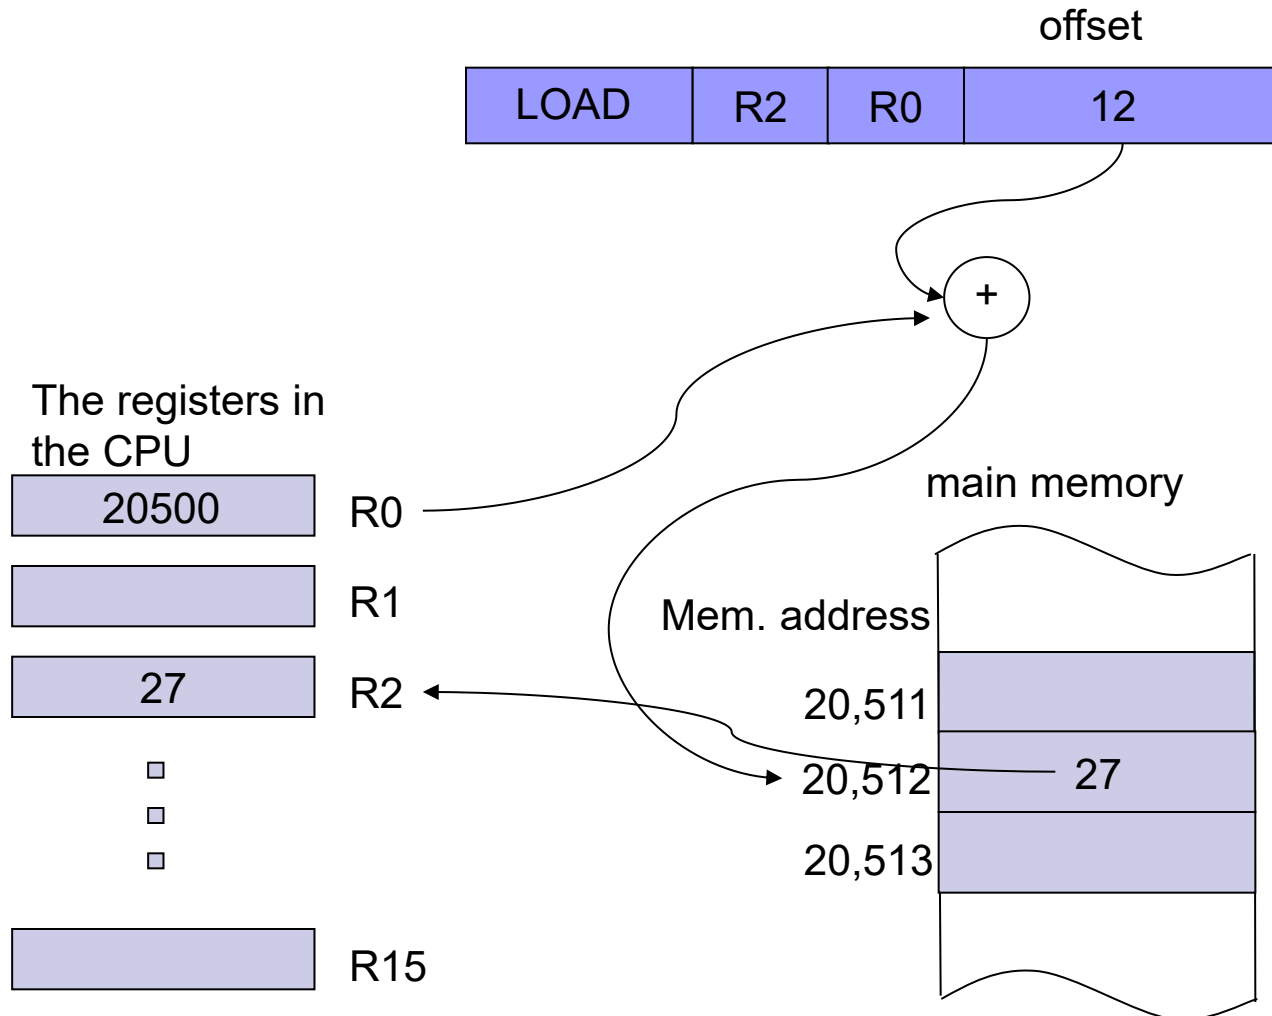 offset
LOAD R2 R0 12
+
The registers in
the CPU
20500 R0
main memory
R1
Mem. address
27 R2
20,511
20,512 27
20,513
R15